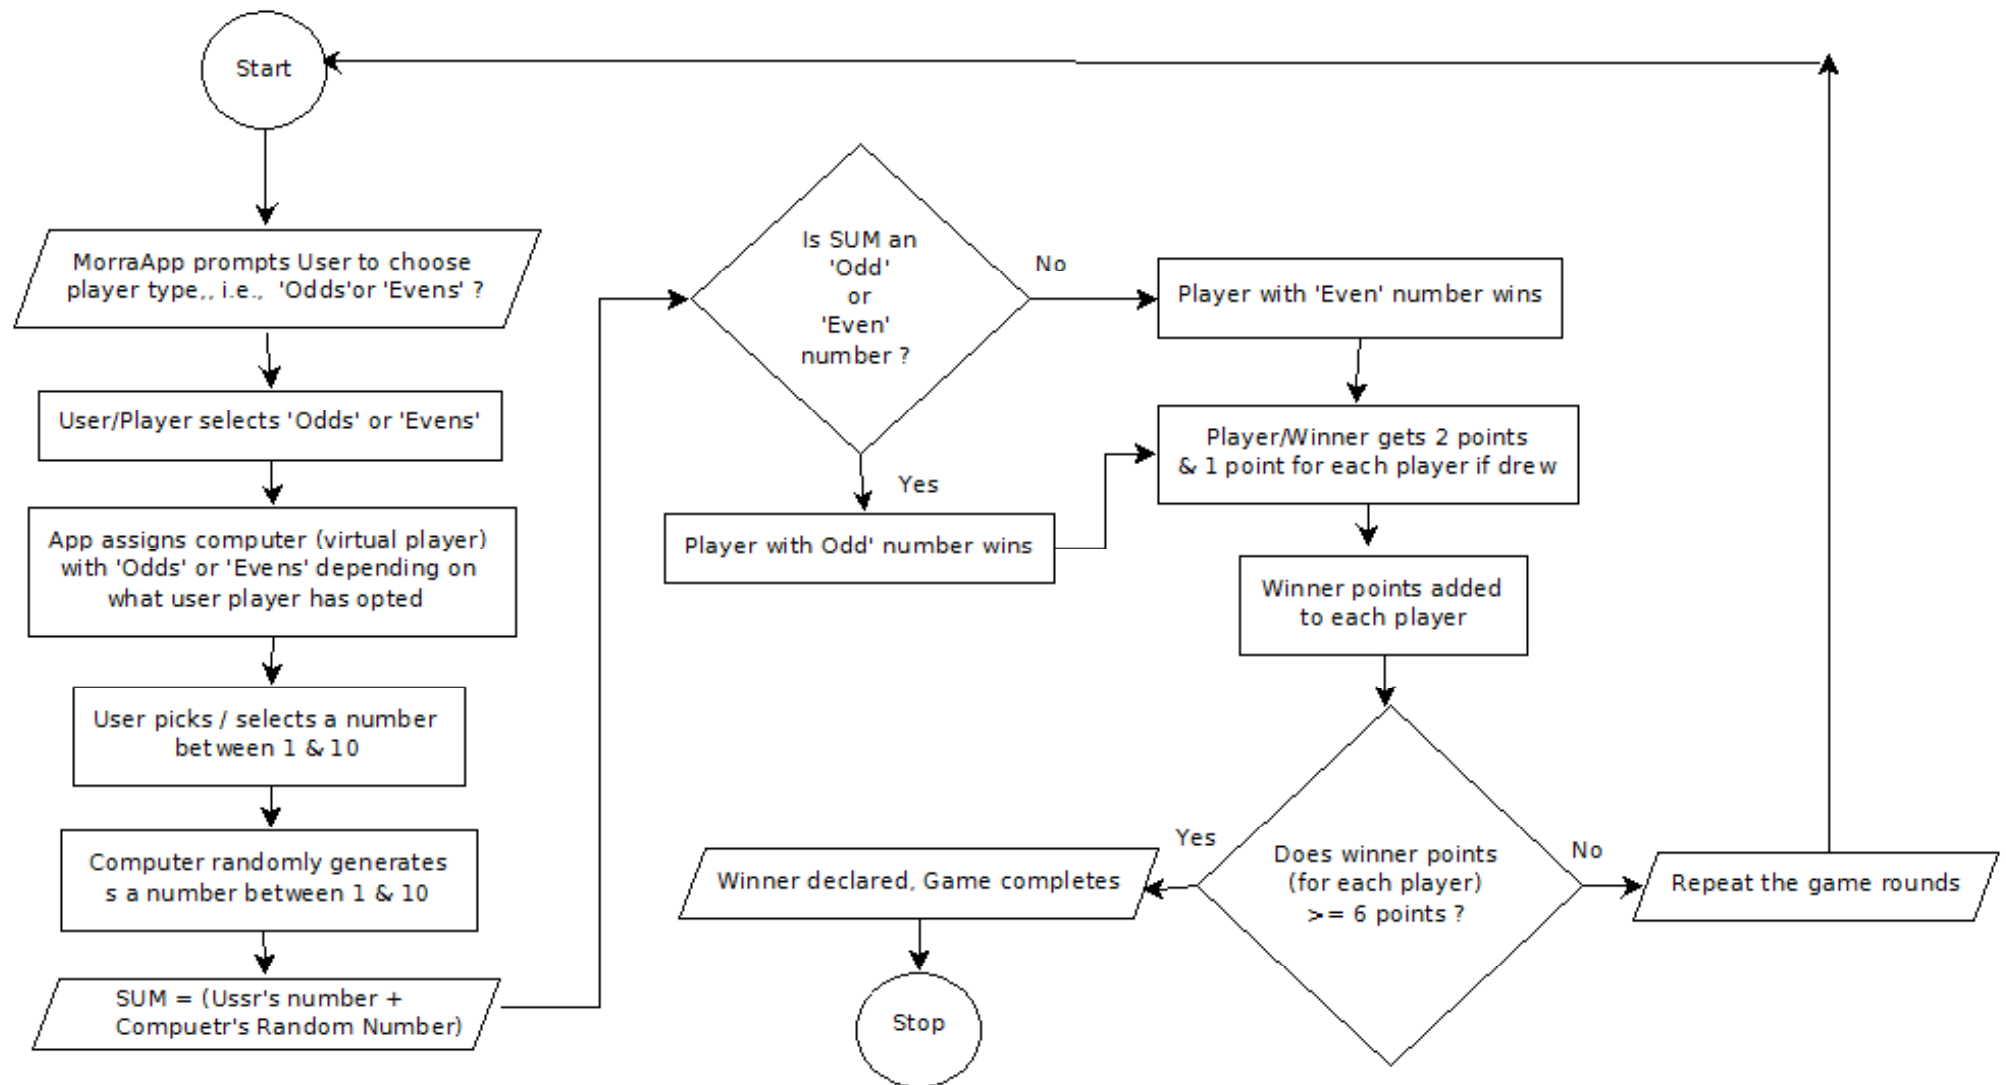 Start
MorraApp prompts User to choose
player type,, i.e., 'Odds'or 'Evens' ?
User/Player selects 'Odds' or 'Evens'
App assigns computer (virtual player)
with 'Odds' or 'Evens' depending on
what user player has opted
User picks / selects a number
between 1 & 10
Computer randomly generates
s a number between 1 & 10
SUM = (Ussr's number +
Compuetr's Random Number)
Is SUM an
'Odd'
or
'Even'
number ?
No
Yes
Player with 'Even' number wins
Player with Odd' number wins
Player/Winner gets 2 points
& 1 point for each player if drew
Winner points added
to each player
Does winner points
(for each player)
>= 6 points ?
Yes
No
Winner declared, Game completes
Repeat the game rounds
Stop